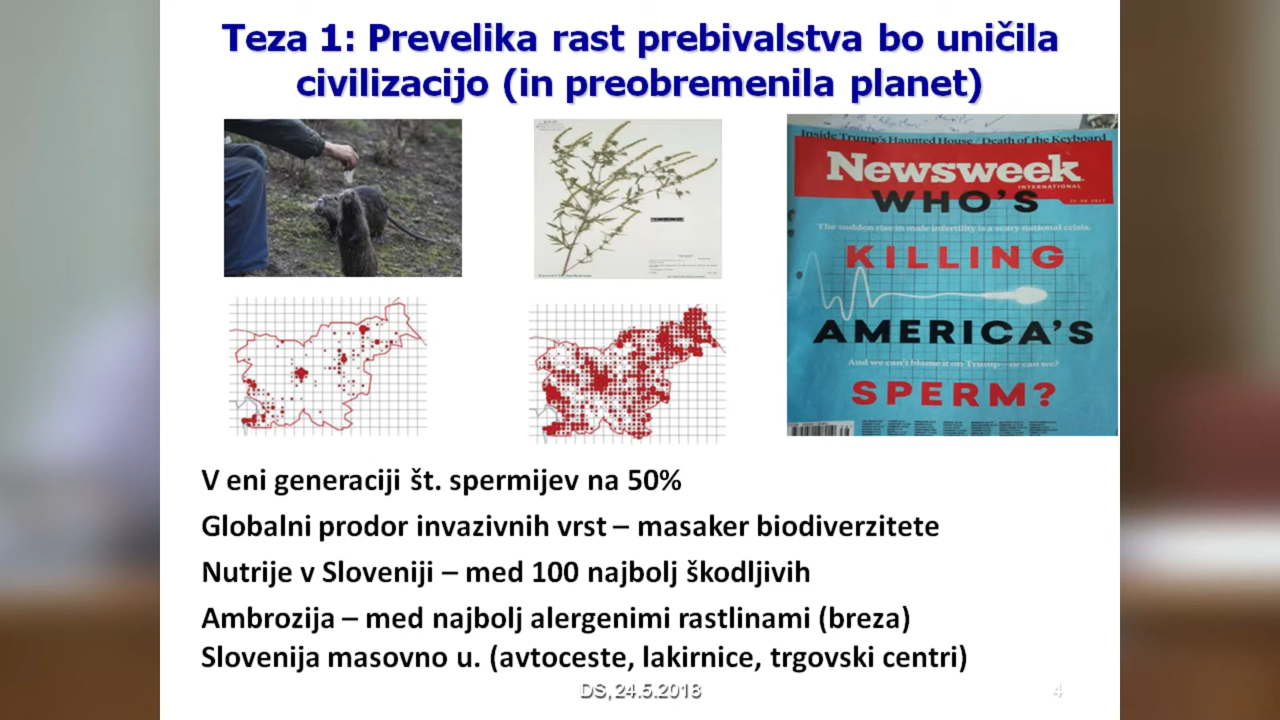 Teza 1: Prevelika rast prebivalstva bo uničila
civilizacijo (in preobremenila planet)
Inside Trump's Haunted House / Death of the Keyboard
Newsweek
INTERNATIONAL
WHO'S
The sudden rise in male infertility is a scary national crisis.
KILLING
AMERICA'S
And we can't blame it on Trump—or can we?
SPERM?
V eni generaciji št. spermijev na 50%
Globalni prodor invazivnih vrst – masaker biodiverzitete
Nutrije v Sloveniji – med 100 najbolj škodljivih
Ambrozija – med najbolj alergenimi rastlinami (breza)
Slovenija masovno u. (avtoceste, lakirnice, trgovski centri)
DS, 24.5.2018
4